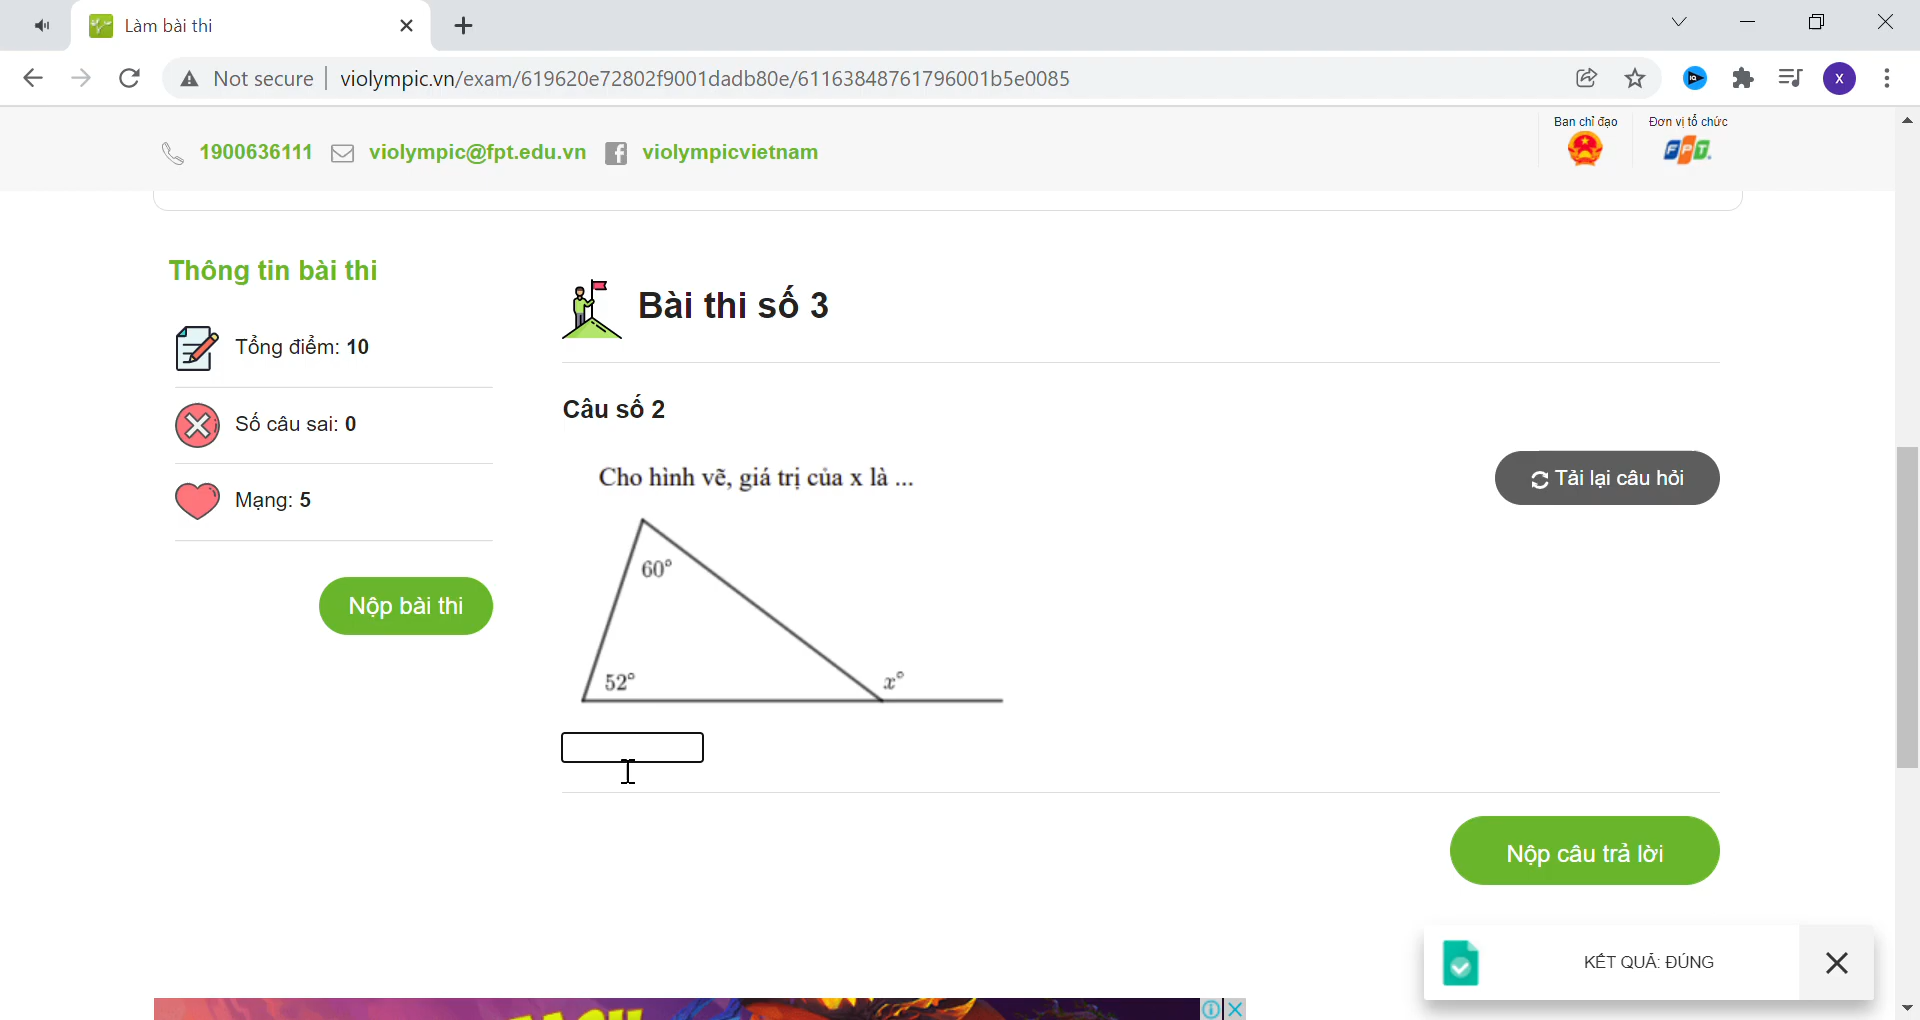 Làm bài thi
Not secure
violympic.vn/exam/619620e72802f9001dadb80e/61163848761796001b5e0085
X
1900636111
violympic@fpt.edu.vn
violympicvietnam
Ban chỉ đạo
Đơn vị tổ chức
FPT
Thông tin bài thi
Tổng điểm: 10
Số câu sai: 0
Mạng: 5
Nộp bài thi
Bài thi số 3
Câu số 2
Cho hình vẽ, giá trị của x là ...
Tải lại câu hỏi
60°
52°
x°
Nộp câu trả lời
KẾT QUẢ: ĐÚNG